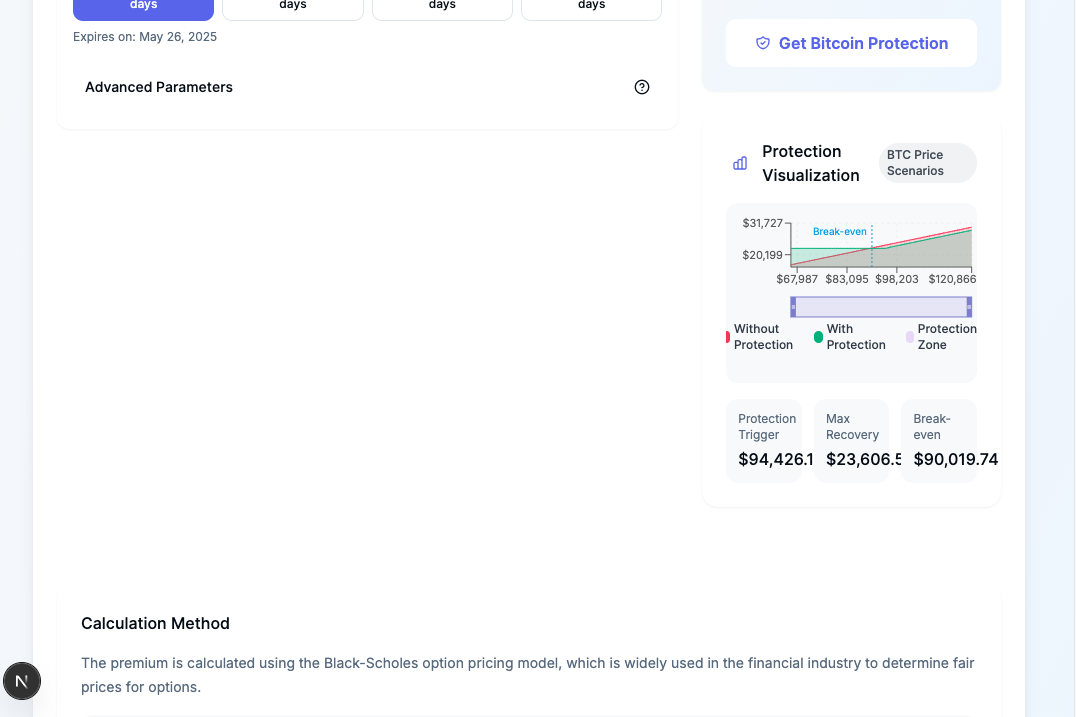 days
days
days
days
Expires on: May 26, 2025
Advanced Parameters
Get Bitcoin Protection
Protection
Visualization
BTC Price
Scenarios
$31,727
$20,199
Break-even
$67,987 $83,095 $98,203 $120,866
Without
Protection
With
Protection
Protection
Zone
Protection
Trigger
$94,426.1
Max
Recovery
$23,606.5
Break-
even
$90,019.74
Calculation Method
The premium is calculated using the Black-Scholes option pricing model, which is widely used in the financial industry to determine fair
prices for options.
N